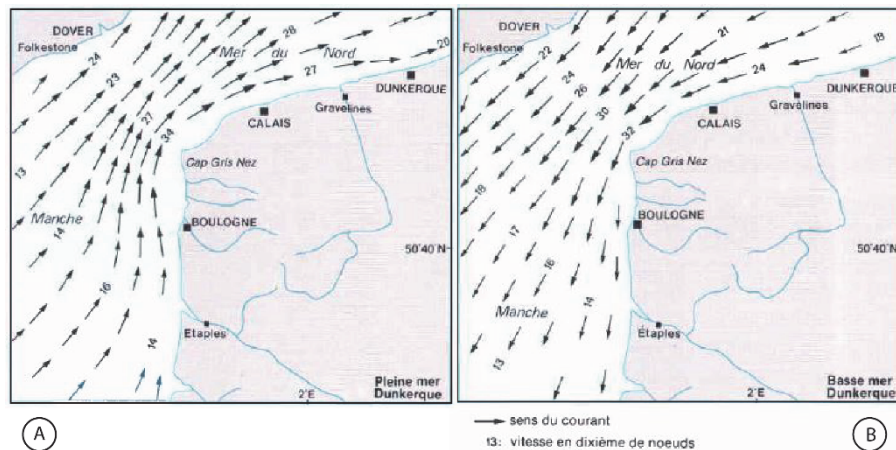 DOVER
Folkestone
24
23
27
34
28
Mer du Nord
27
20
DUNKERQUE
Gravelines
CALAIS
Cap Gris Nez
13
Manche
14
BOULOGNE
50°40 N
16
Etaples
14
2°E
Pleine mer
Dunkerque
A
DOVER
Folkestone
22
24
26
30
32
21
Mer du Nord
24
19
DUNKERQUE
Gravelines
CALAIS
Cap Gris Nez
18
17
BOULOGNE
50°40 N
16
14
Manche
Étaples
13
2°E
Basse mer
Dunkerque
B
sens du courant
13: vitesse en dixième de noeuds